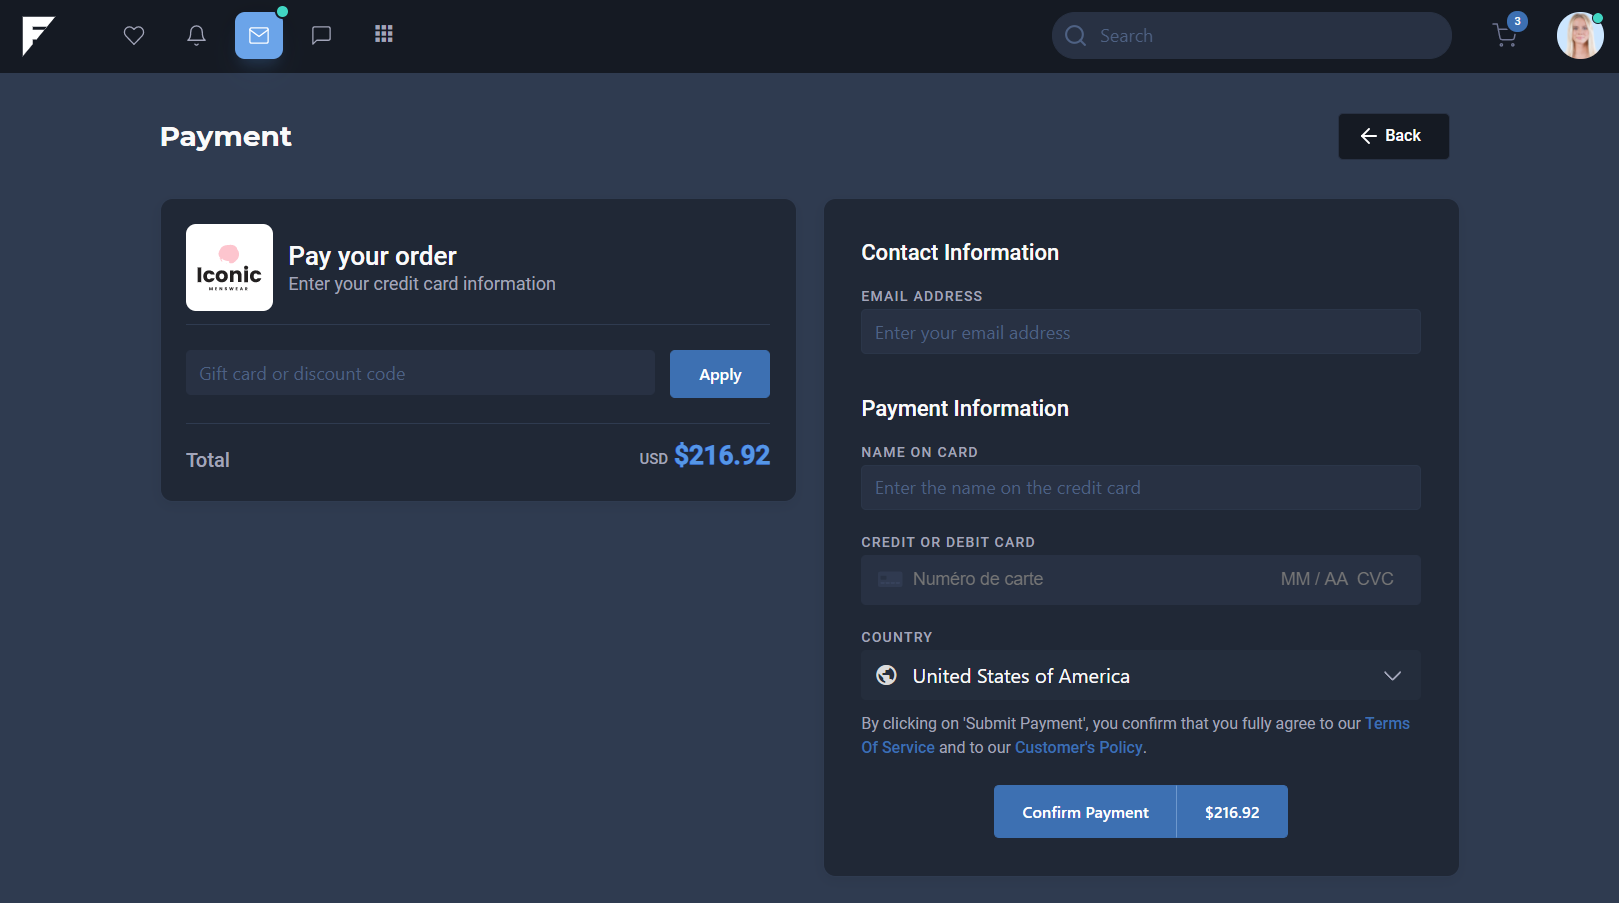 Search
3
Payment
Back
Iconic
MENSWEAR
Pay your order
Enter your credit card information
Gift card or discount code
Apply
Total
USD $216.92
Contact Information
EMAIL ADDRESS
Enter your email address
Payment Information
NAME ON CARD
Enter the name on the credit card
CREDIT OR DEBIT CARD
Numéro de carte MM / AA CVC
COUNTRY
United States of America
By clicking on 'Submit Payment', you confirm that you fully agree to our Terms
Of Service and to our Customer's Policy.
Confirm Payment $216.92